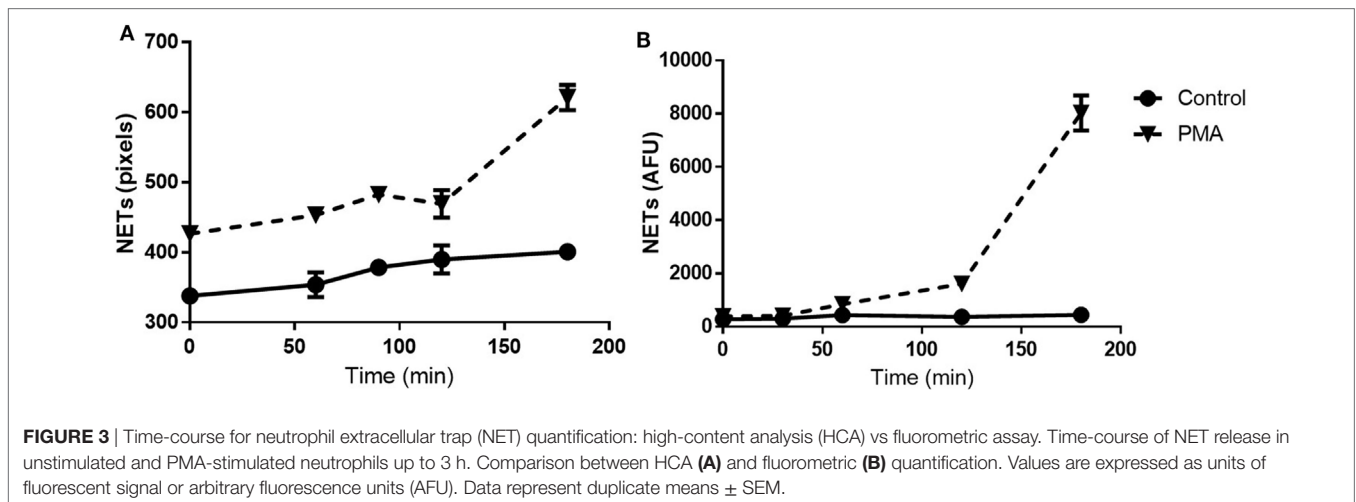 A
700
600
500
400
300
NETs (pixels)
0 50 100 150 200
Time (min)
B
10000
8000
6000
4000
2000
0
NETs (AFU)
0 50 100 150 200
Time (min)
Control
PMA
FIGURE 3 | Time-course for neutrophil extracellular trap (NET) quantification: high-content analysis (HCA) vs fluorometric assay. Time-course of NET release in
unstimulated and PMA-stimulated neutrophils up to 3 h. Comparison between HCA (A) and fluorometric (B) quantification. Values are expressed as units of
fluorescent signal or arbitrary fluorescence units (AFU). Data represent duplicate means ± SEM.